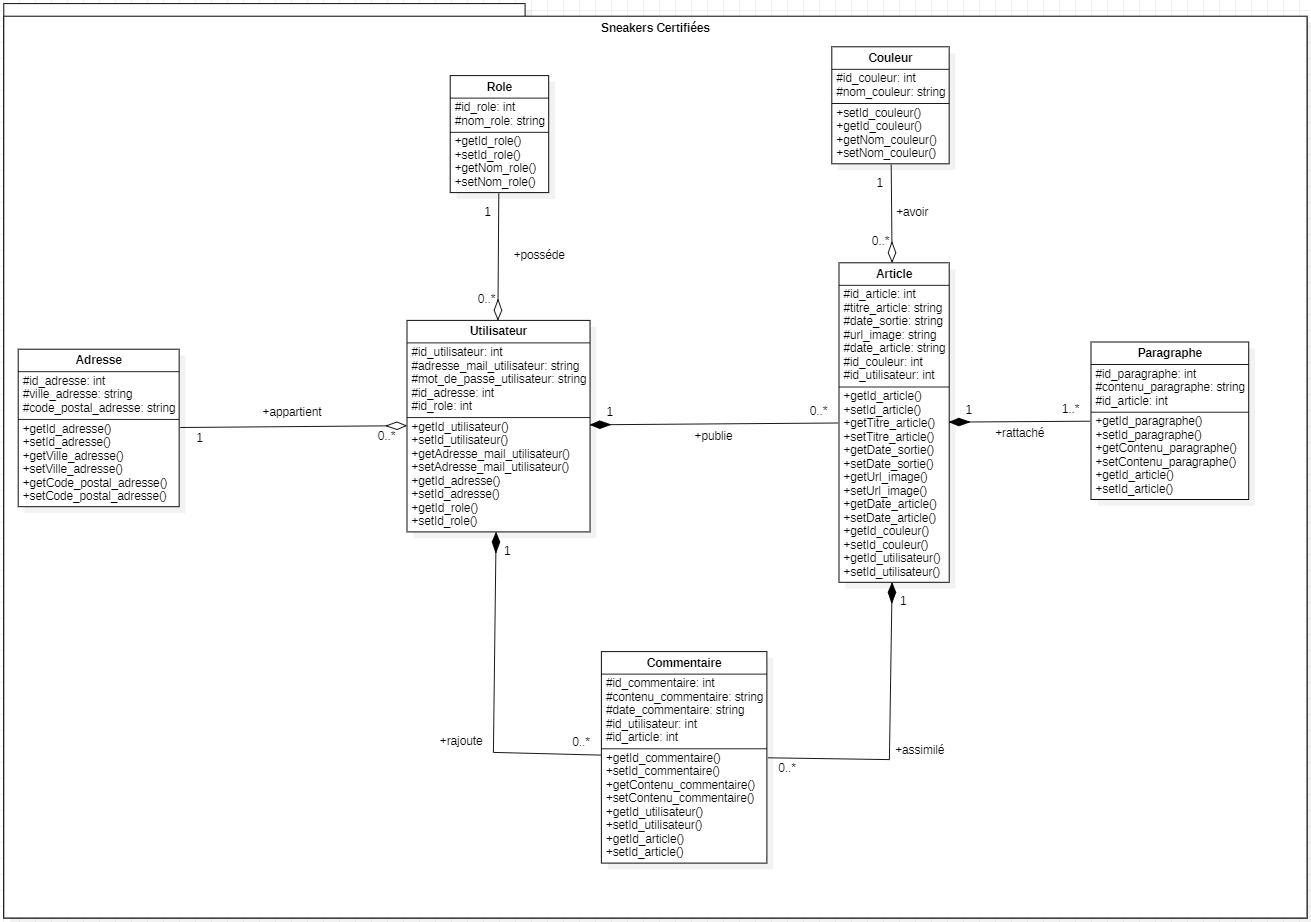 Sneakers Certifiées
Role
#id_role: int
#nom_role: string
+getId_role()
+setId_role()
+getNom_role()
+setNom_role()
1
+posséde
0..*
Couleur
#id_couleur: int
#nom_couleur: string
+setId_couleur()
+getId_couleur()
+getNom_couleur()
+setNom_couleur()
1
+avoir
0..*
Adresse
#id_adresse: int
#ville_adresse: string
#code_postal_adresse: string
+getId_adresse()
+setId_adresse()
+getVille_adresse()
+setVille_adresse()
+getCode_postal_adresse()
+setCode_postal_adresse()
+appartient
1
0..*
Utilisateur
#id_utilisateur: int
#adresse_mail_utilisateur: string
#mot_de_passe_utilisateur: string
#id_adresse: int
#id_role: int
+getId_utilisateur()
+setId_utilisateur()
+getAdresse_mail_utilisateur()
+setAdresse_mail_utilisateur()
+getId_adresse()
+setId_adresse()
+getId_role()
+setId_role()
1
+publie
0..*
Article
#id_article: int
#titre_article: string
#date_sortie: string
#url_image: string
#date_article: string
#id_couleur: int
#id_utilisateur: int
+getId_article()
+setId_article()
+getTitre_article()
+setTitre_article()
+getDate_sortie()
+setDate_sortie()
+getUrl_image()
+setUrl_image()
+getDate_article()
+setDate_article()
+getId_couleur()
+setId_couleur()
+getId_utilisateur()
+setId_utilisateur()
1
+rattaché
1..*
Paragraphe
#id_paragraphe: int
#contenu_paragraphe: string
#id_article: int
+getId_paragraphe()
+setId_paragraphe()
+getContenu_paragraphe()
+setContenu_paragraphe()
+getId_article()
+setId_article()
1
+rajoute
0..*
1
+assimilé
0..*
Commentaire
#id_commentaire: int
#contenu_commentaire: string
#date_commentaire: string
#id_utilisateur: int
#id_article: int
+getId_commentaire()
+setId_commentaire()
+getContenu_commentaire()
+setContenu_commentaire()
+getId_utilisateur()
+setId_utilisateur()
+getId_article()
+setId_article()